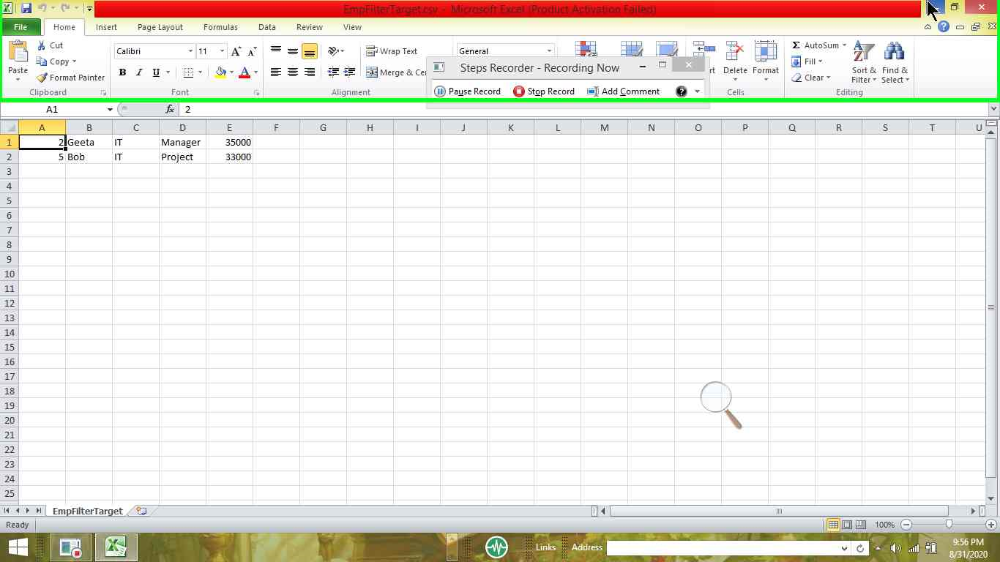 EmpFilterTarget.csv - Microsoft Excel (Product Activation Failed)
File Home Insert Page Layout Formulas Data Review View
Cut
Copy
Format Painter
Paste
Clipboard
Calibri 11
B I U
Font
Wrap Text
Merge & Cen
Alignment
General
Steps Recorder - Recording Now
Pause Record Stop Record Add Comment
rt Delete Format
Cells
AutoSum
Fill
Clear
Sort & Filter
Find & Select
Editing
A1 fx 2
A B C D E F G H I J K L M N O P Q R S T U
1 2 Geeta IT Manager 35000
2 5 Bob IT Project 33000
3
4
5
6
7
8
9
10
11
12
13
14
15
16
17
18
19
20
21
22
23
24
25
EmpFilterTarget
Ready 100%
Links Address 9:56 PM
8/31/2020